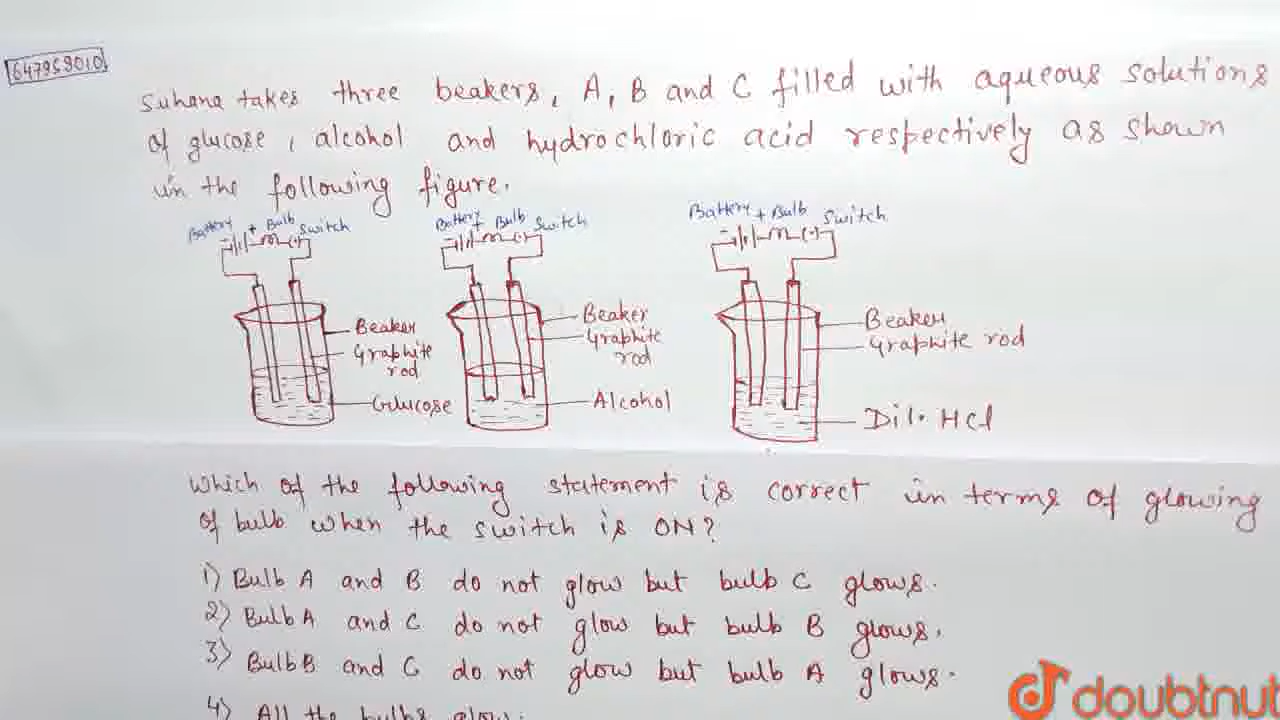 647959010
Suhana takes three beakers, A, B and C filled with aqueous solutions
of glucose, alcohol and hydrochloric acid respectively as shown
in the following figure.
Battery + Bulb Switch
Battery + Bulb Switch
Battery + Bulb Switch
Beaker
Graphite
rod
Glucose
Beaker
Graphite
rod
Alcohol
Beaker
Graphite rod
Dil. HCl
Which of the following statement is correct in terms of glowing
of bulb when the switch is ON?
1) Bulb A and B do not glow but bulb C glows.
2) Bulb A and C do not glow but bulb B glows.
3) Bulb B and C do not glow but bulb A glows.
4) All the bulbs glow.
doubtnut